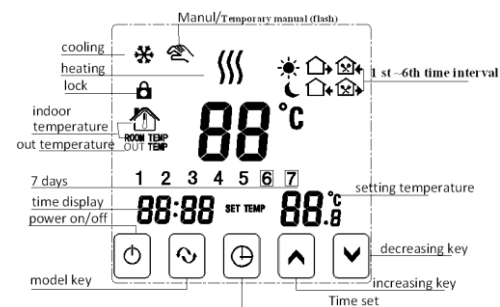 Manul/Temporary manual (flash)
cooling
heating
lock
1 st ~6th time interval
indoor
temperature
ROOM TEMP
out temperature
OUT TEMP
88°C
7 days
1 2 3 4 5 6 7
setting temperature
time display
88:88
SET TEMP
88.8°C
power on/off
decreasing key
model key
increasing key
Time set